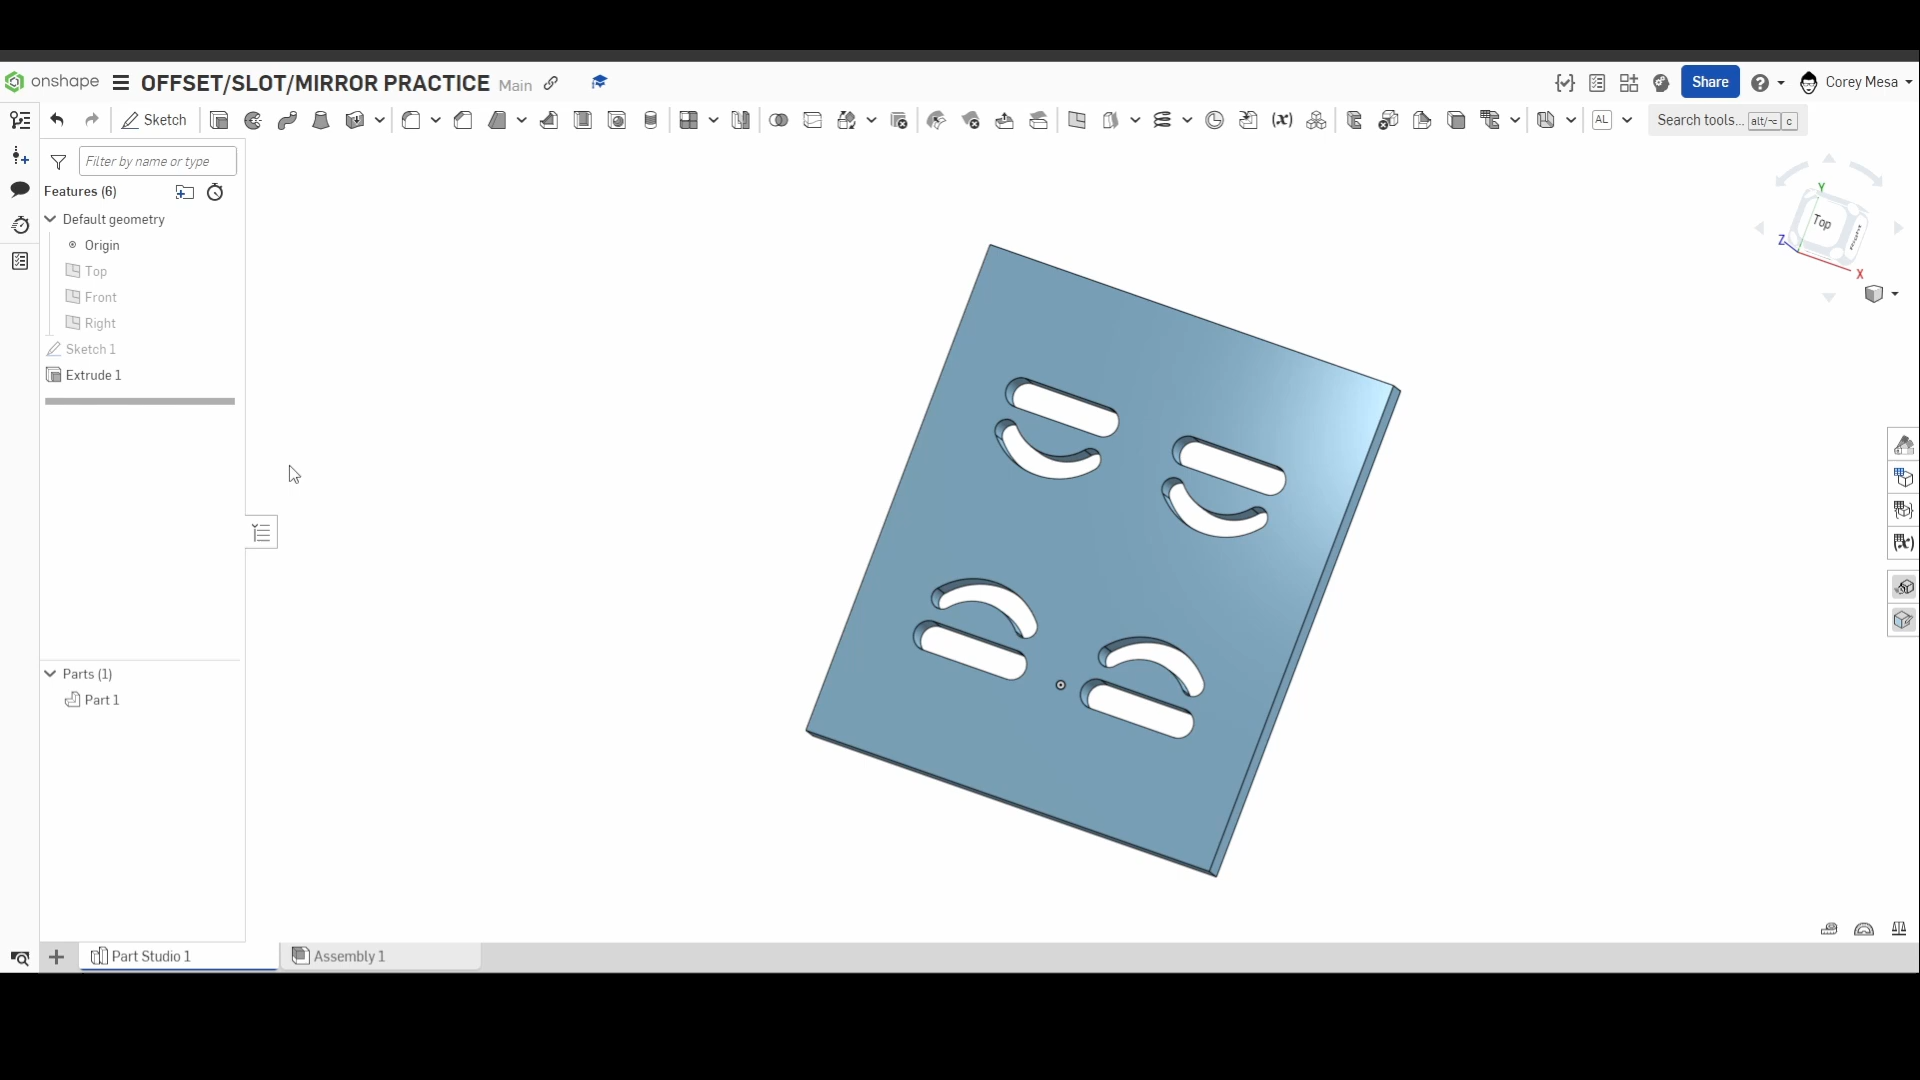 onshape OFFSET/SLOT/MIRROR PRACTICE Main Share Corey Mesa
Sketch AL Search tools... alt/⌥ c
Filter by name or type
Features (6)
Default geometry
Origin
Top
Front
Right
Sketch 1
Extrude 1
Parts (1)
Part 1
Y
Top
Z
X
Part Studio 1 Assembly 1